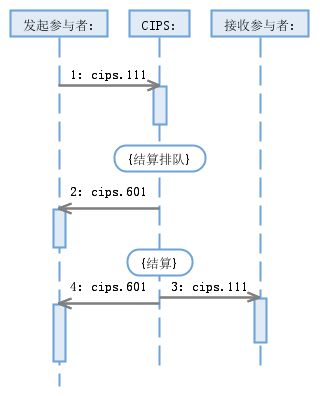 发起参与者:
CIPS:
接收参与者:
1: cips.111
{结算排队}
2: cips.601
{结算}
4: cips.601
3: cips.111